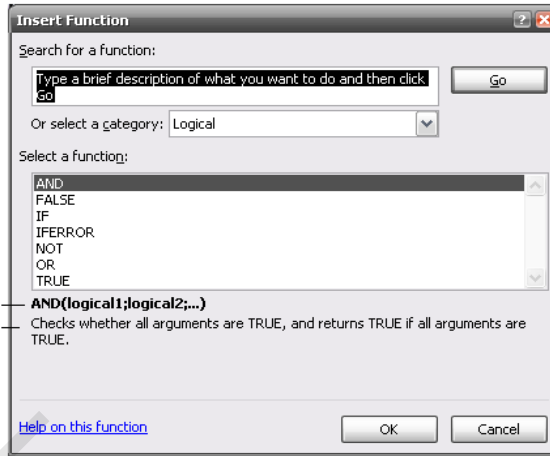 Insert Function
Search for a function:
Type a brief description of what you want to do and then click
Go
Go
Or select a category: Logical
Select a function:
AND
FALSE
IF
IFERROR
NOT
OR
TRUE
AND(logical1;logical2;...)
Checks whether all arguments are TRUE, and returns TRUE if all arguments are
TRUE.
Help on this function
OK
Cancel